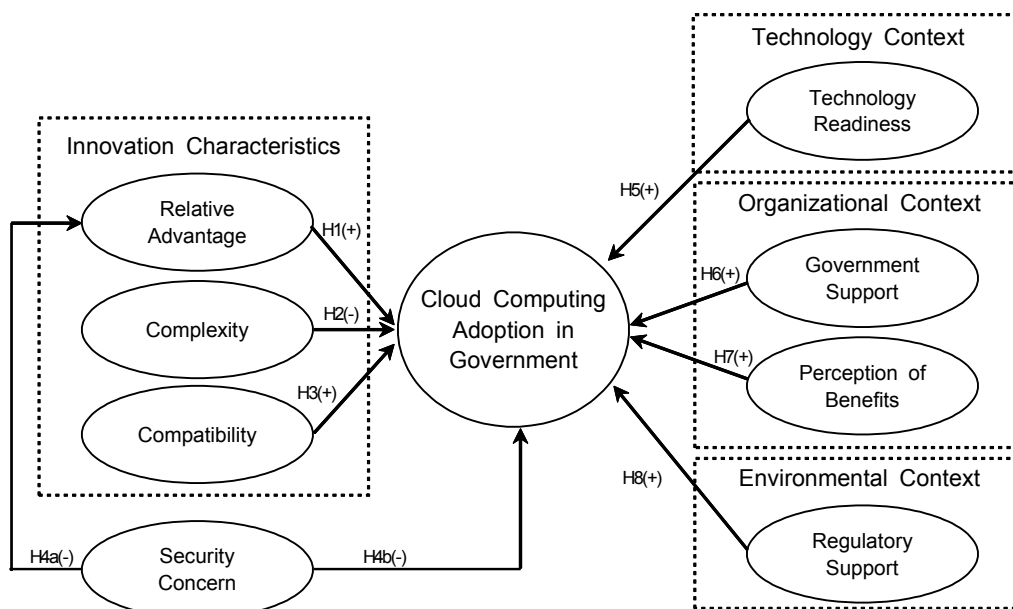 Technology Context
Technology
Readiness
Innovation Characteristics
Relative
Advantage
H1(+)
Complexity
H2(-)
Compatibility
H3(+)
Security
Concern
H4a(-)
H4b(-)
Cloud Computing
Adoption in
Government
H5(+)
Organizational Context
Government
Support
H6(+)
Perception of
Benefits
H7(+)
Environmental Context
Regulatory
Support
H8(+)